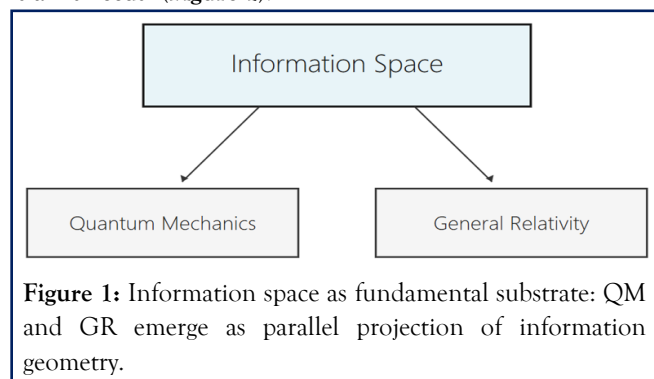 Information Space
Quantum Mechanics
General Relativity
Figure 1: Information space as fundamental substrate: QM
and GR emerge as parallel projection of information
geometry.